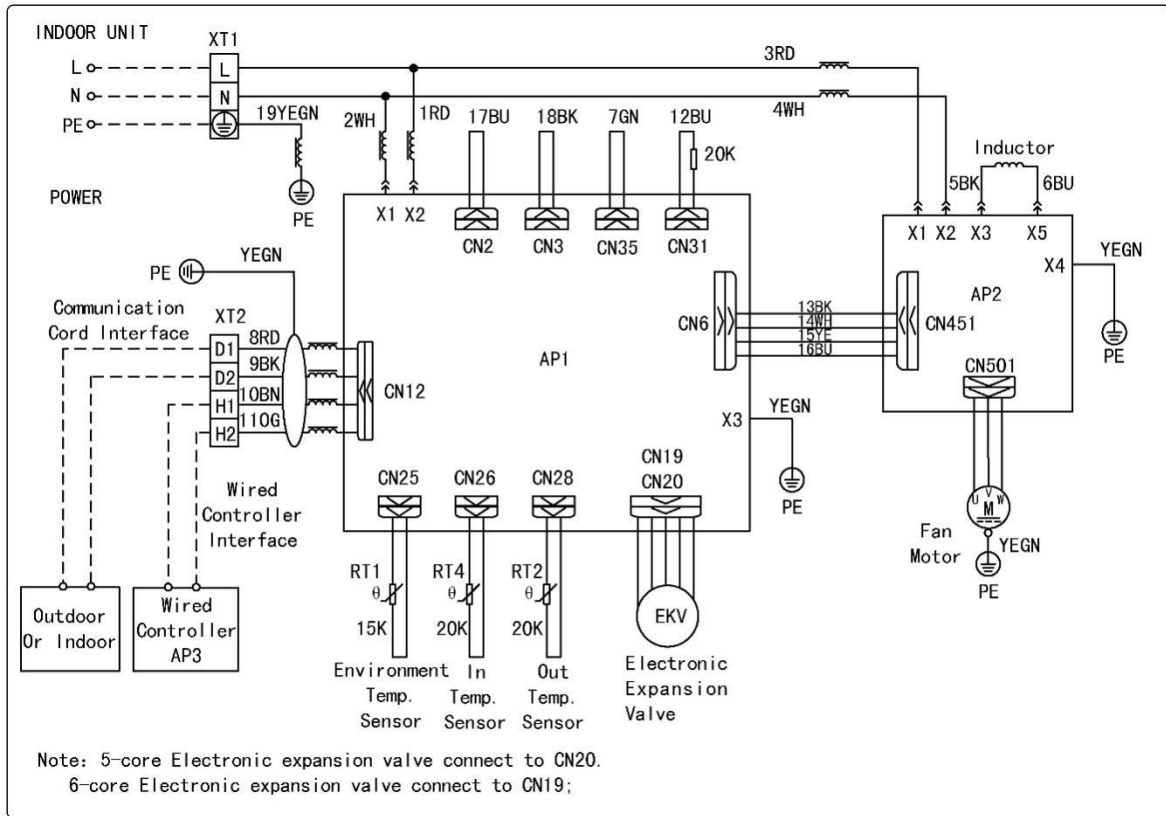 INDOOR UNIT
XT1
L
L
N
N
PE
19YEGN
PE
POWER
3RD
4WH
2WH
1RD
17BU
18BK
7GN
12BU
20K
Inductor
5BK
6BU
X1
X2
CN2
CN3
CN35
CN31
X1
X2
X3
X5
X4
YEGN
PE
AP2
PE
YEGN
Communication
Cord Interface
XT2
D1
8RD
D2
9BK
H1
10BN
H2
11OG
CN12
AP1
CN6
13BK
14WH
15YE
16BU
CN451
CN501
X3
YEGN
PE
U
V
W
M
Fan
Motor
YEGN
PE
Wired
Controller
Interface
CN25
CN26
CN28
CN19
CN20
RT1
θ
15K
RT4
θ
20K
RT2
θ
20K
EKV
Outdoor
Or Indoor
Wired
Controller
AP3
Environment
Temp.
Sensor
In
Temp.
Sensor
Out
Temp.
Sensor
Electronic
Expansion
Valve
Note: 5-core Electronic expansion valve connect to CN20.
6-core Electronic expansion valve connect to CN19;